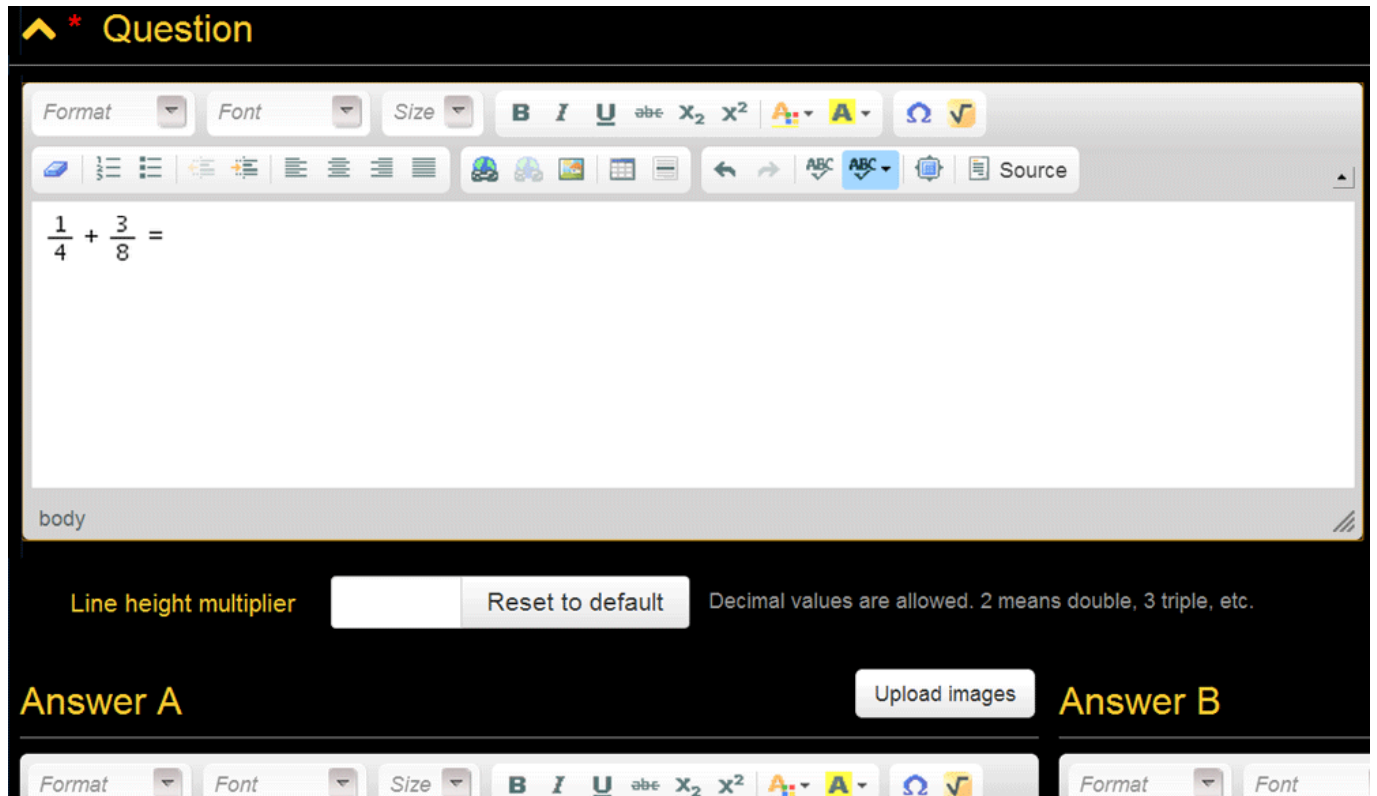 * Question
Format Font Size B I U abc X₂ X² A A Ω √
ABC ABC Source
1/4 + 3/8 =
body
Line height multiplier Reset to default Decimal values are allowed. 2 means double, 3 triple, etc.
Answer A Upload images Answer B
Format Font Size B I U abc X₂ X² A A Ω √ Format Font